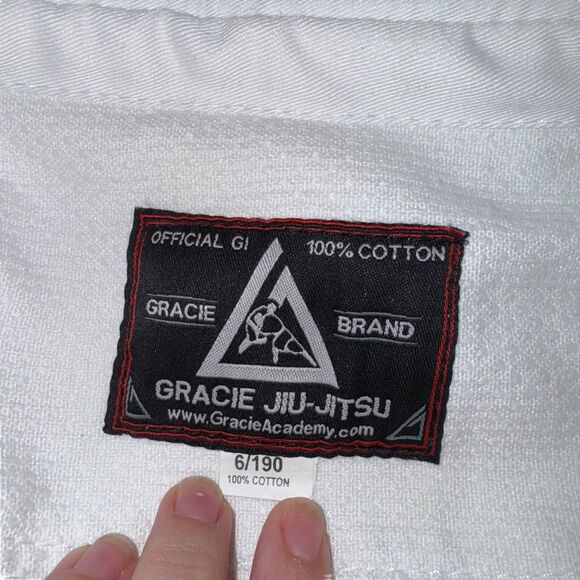 OFFICIAL GI 100% COTTON
GRACIE BRAND
GRACIE JIU-JITSU
www.GracieAcademy.com
6/190
100% COTTON